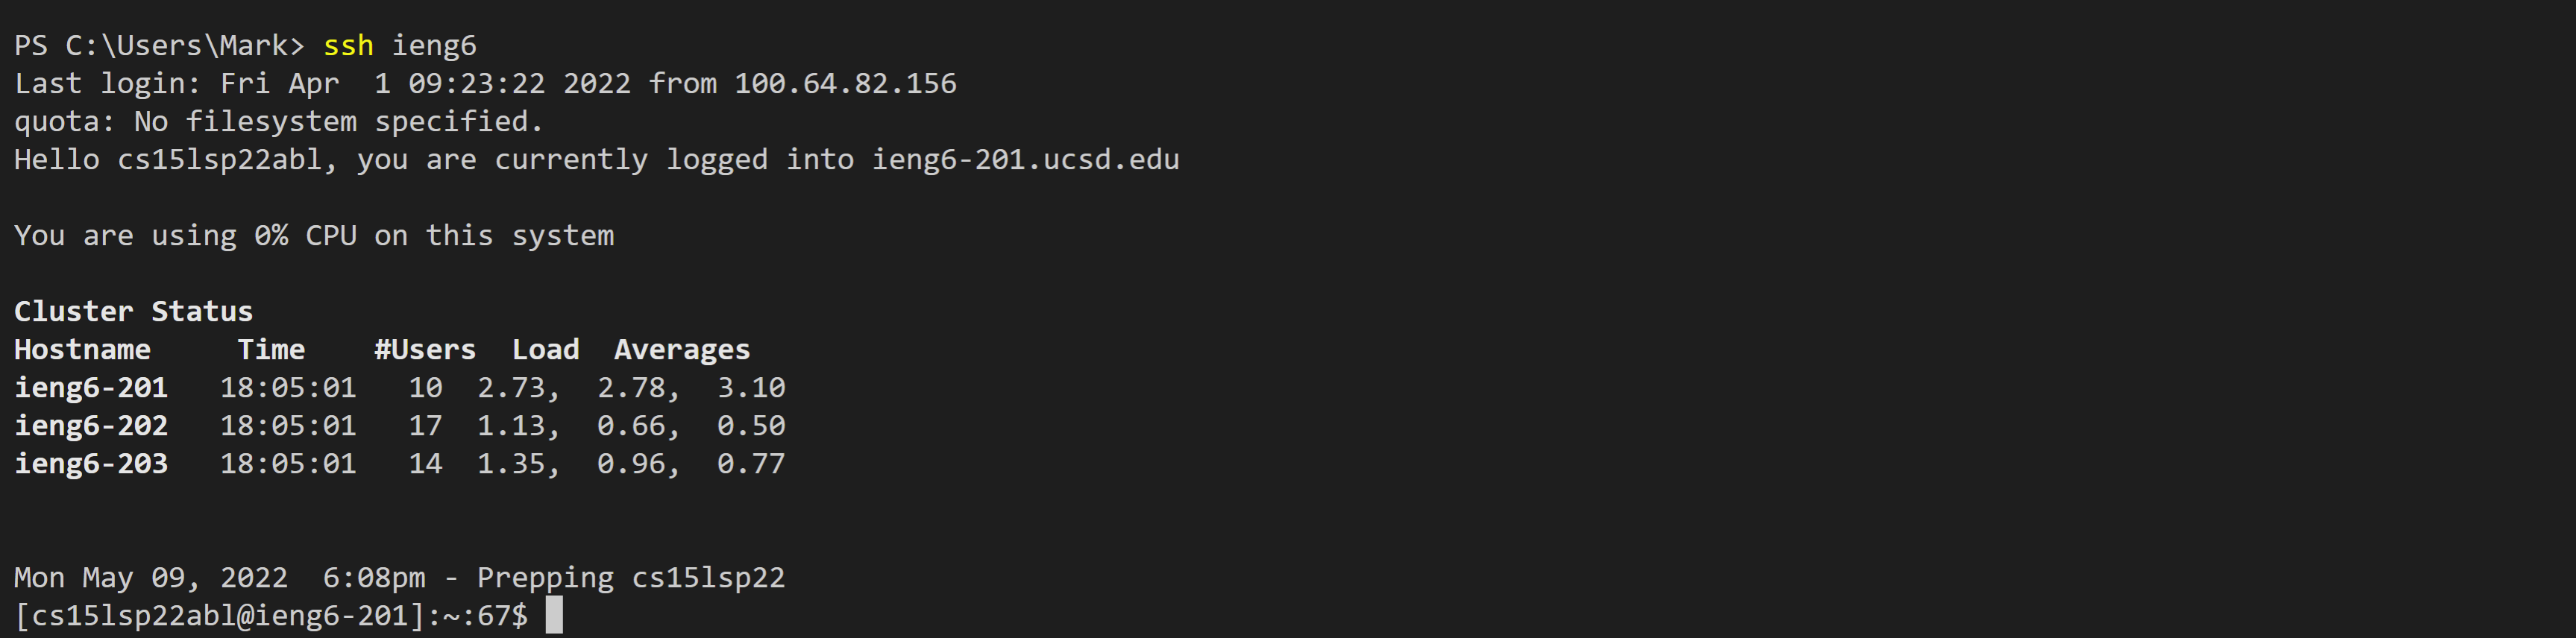 PS C:\Users\Mark> ssh ieng6
Last login: Fri Apr  1 09:23:22 2022 from 100.64.82.156
quota: No filesystem specified.
Hello cs15lsp22abl, you are currently logged into ieng6-201.ucsd.edu
You are using 0% CPU on this system
Cluster Status
Hostname     Time    #Users  Load  Averages
ieng6-201   18:05:01   10  2.73,  2.78,  3.10
ieng6-202   18:05:01   17  1.13,  0.66,  0.50
ieng6-203   18:05:01   14  1.35,  0.96,  0.77
Mon May 09, 2022  6:08pm - Prepping cs15lsp22
[cs15lsp22abl@ieng6-201]:~:67$